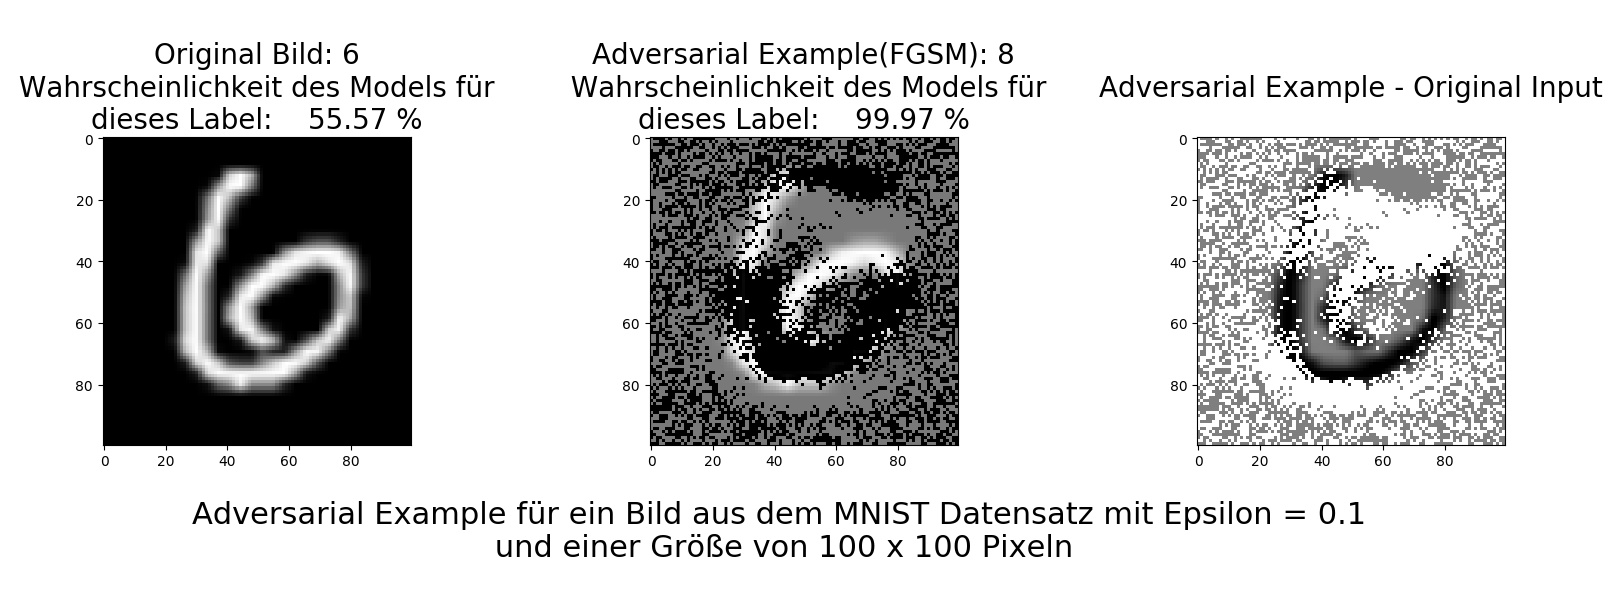 Original Bild: 6
Wahrscheinlichkeit des Models für
dieses Label: 55.57 %
0
20
40
60
80
0 20 40 60 80
Adversarial Example(FGSM): 8
Wahrscheinlichkeit des Models für
dieses Label: 99.97 %
0
20
40
60
80
0 20 40 60 80
Adversarial Example - Original Input
0
20
40
60
80
0 20 40 60 80
Adversarial Example für ein Bild aus dem MNIST Datensatz mit Epsilon = 0.1
und einer Größe von 100 x 100 Pixeln